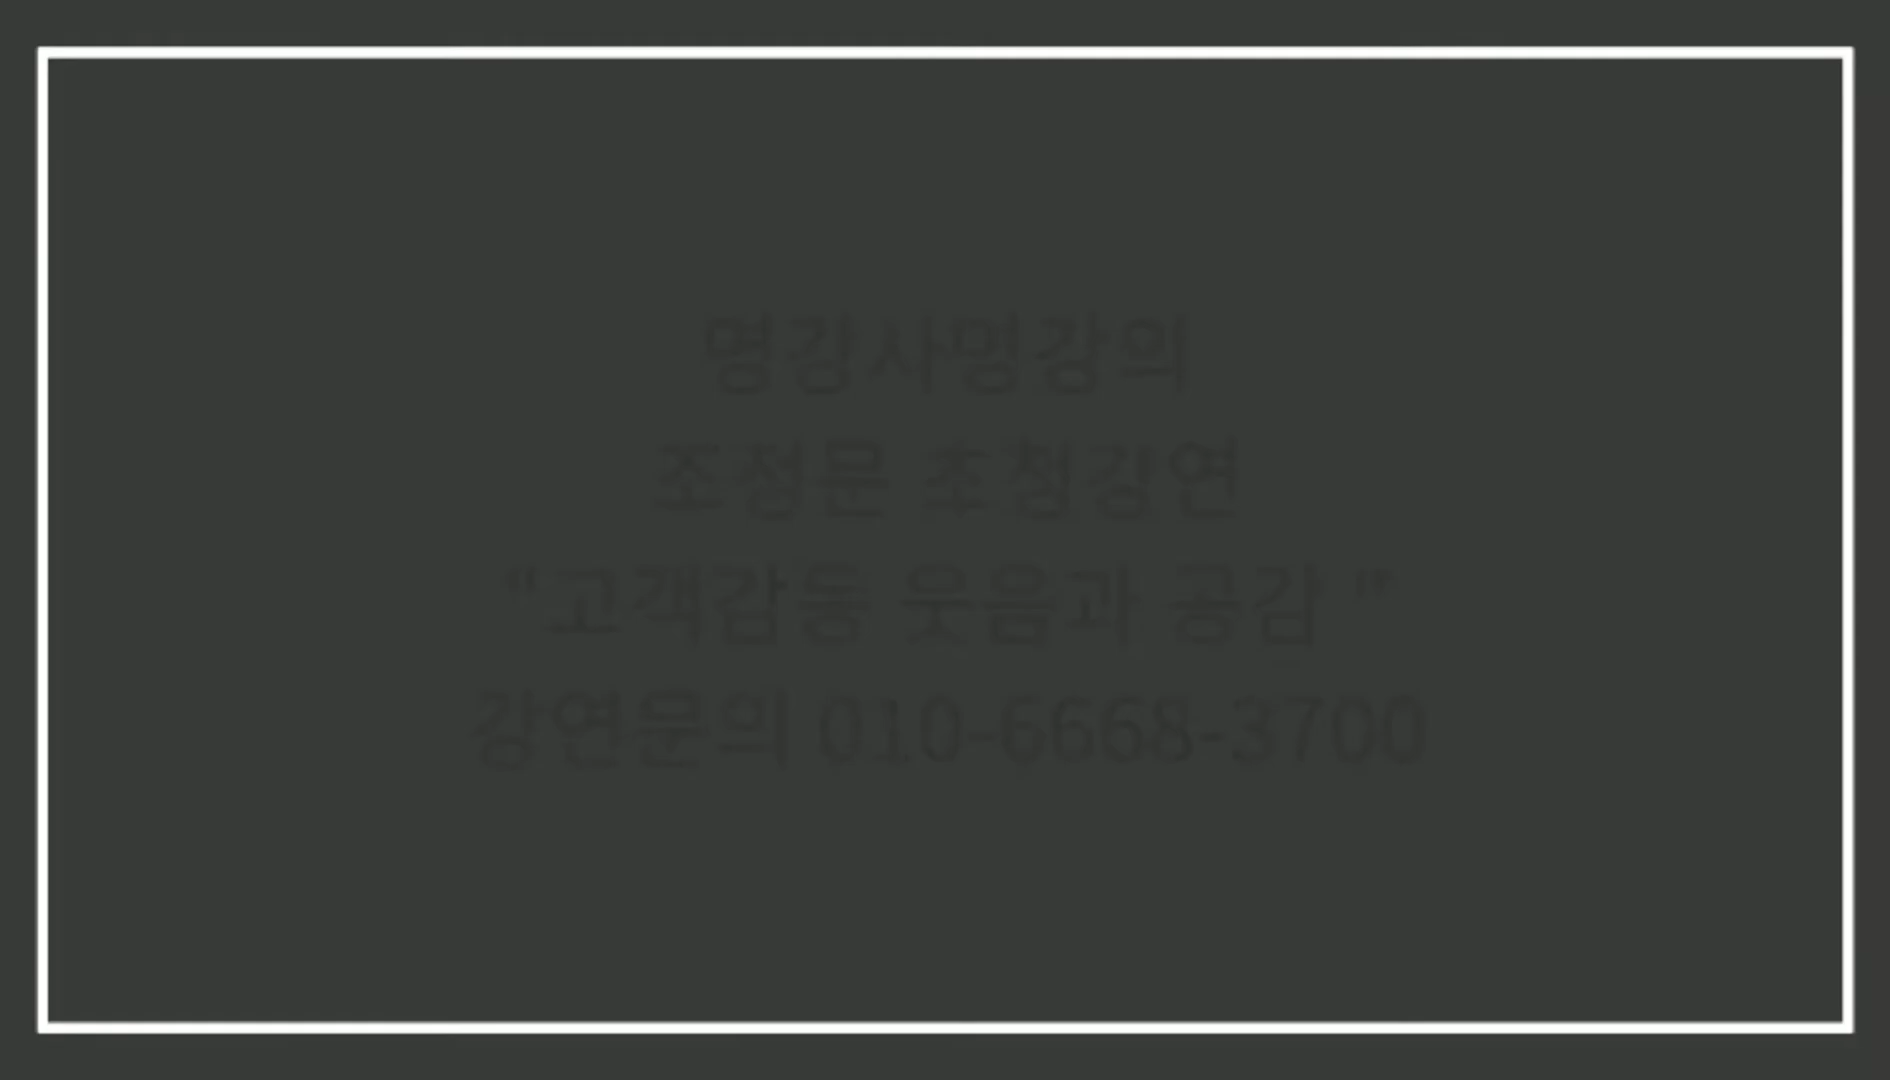 명강사명강의
조정문 초청강연
"고객감동 웃음과 공감 "
강연문의 010-6668-3700